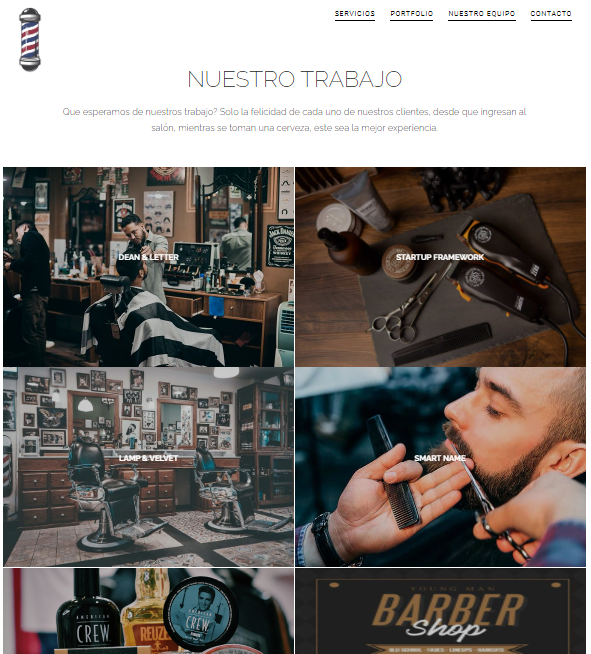 SERVICIOS PORTFOLIO NUESTRO EQUIPO CONTACTO
NUESTRO TRABAJO
Que esperamos de nuestros trabajo? Solo la felicidad de cada uno de nuestros clientes, desde que ingresan al
salón, mientras se toman una cerveza, este sea la mejor experiencia.
DEAN & LETTER
STARTUP FRAMEWORK
LAMP & VELVET
SMART NAME
AMERICAN
CREW
REUZEL
AMERICAN
CREW
YOUNG MAN
BARBER
Shop